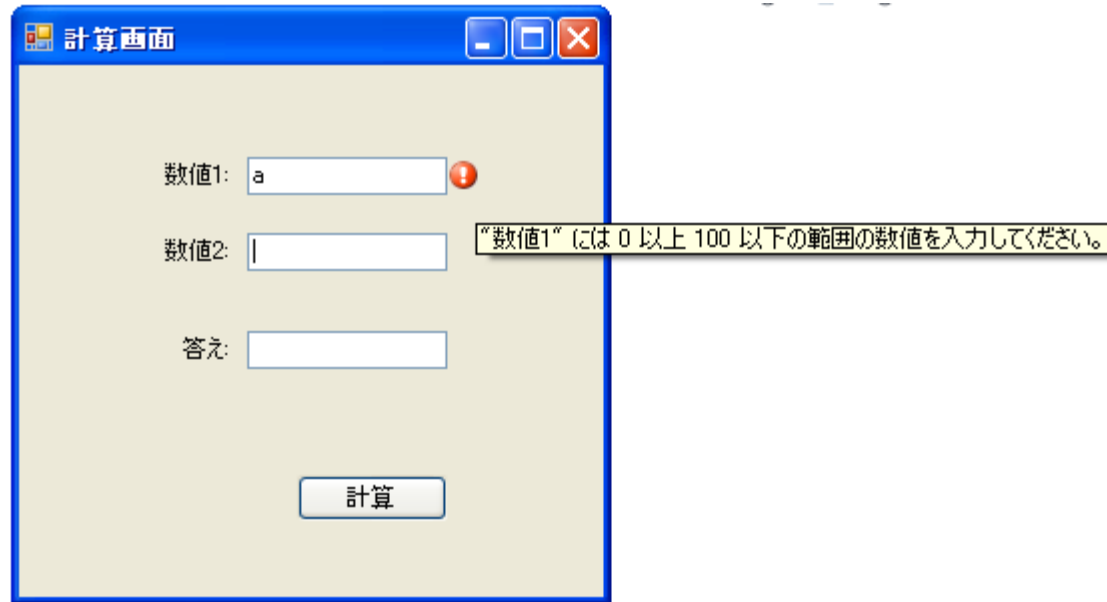 計算画面
数値1: a
数値2:
"数値1" には 0 以上 100 以下の範囲の数値を入力してください。
答え:
計算